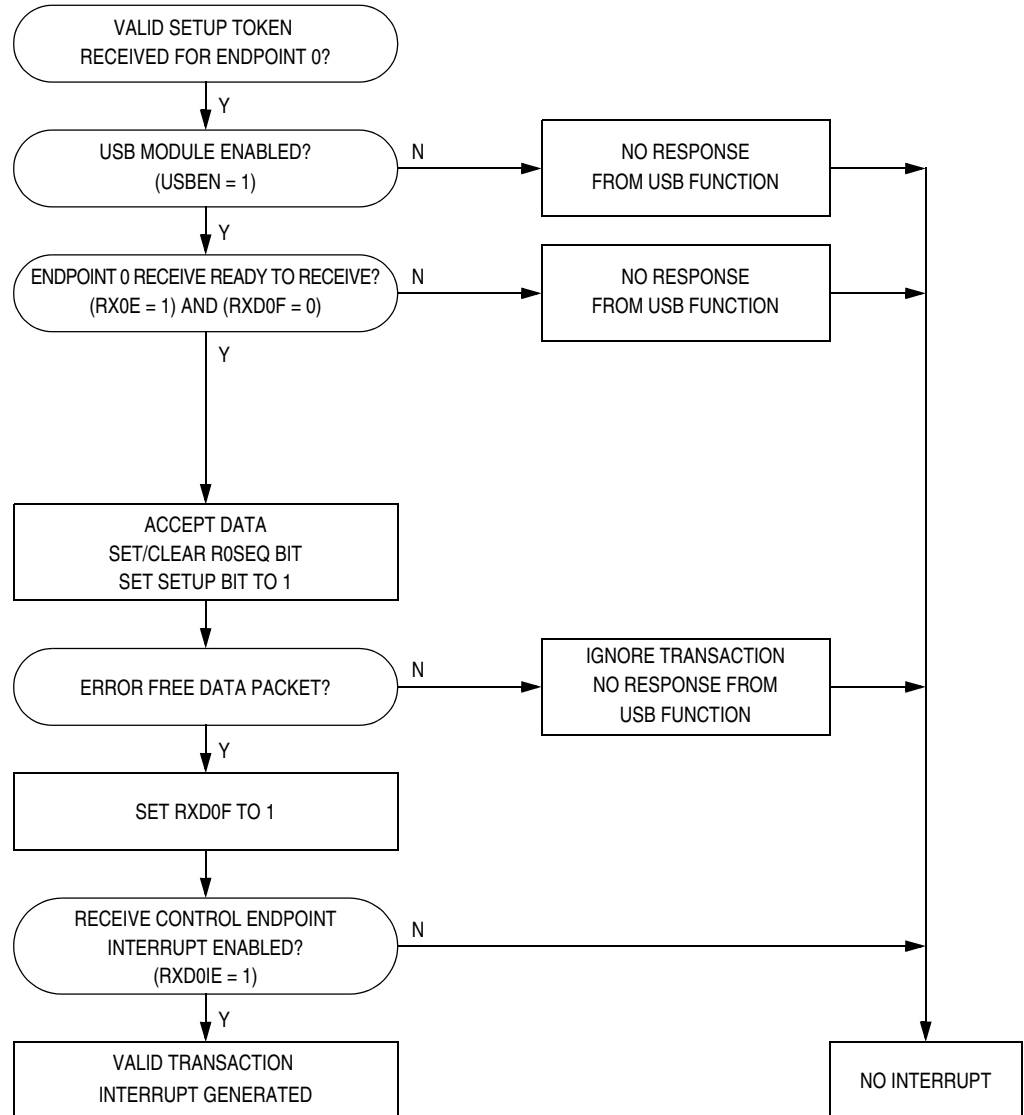 VALID SETUP TOKEN
RECEIVED FOR ENDPOINT 0?
Y
USB MODULE ENABLED?
(USBEN = 1)
N
NO RESPONSE
FROM USB FUNCTION
Y
ENDPOINT 0 RECEIVE READY TO RECEIVE?
(RX0E = 1) AND (RXD0F = 0)
N
NO RESPONSE
FROM USB FUNCTION
Y
ACCEPT DATA
SET/CLEAR R0SEQ BIT
SET SETUP BIT TO 1
ERROR FREE DATA PACKET?
N
IGNORE TRANSACTION
NO RESPONSE FROM
USB FUNCTION
Y
SET RXD0F TO 1
RECEIVE CONTROL ENDPOINT
INTERRUPT ENABLED?
(RXD0IE = 1)
N
Y
VALID TRANSACTION
INTERRUPT GENERATED
NO INTERRUPT